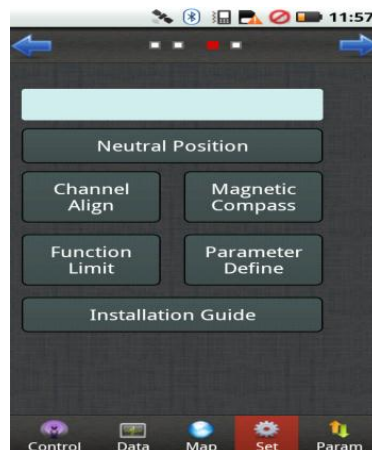 11:57
Neutral Position
Channel
Align
Magnetic
Compass
Function
Limit
Parameter
Define
Installation Guide
Control Data Map Set Param